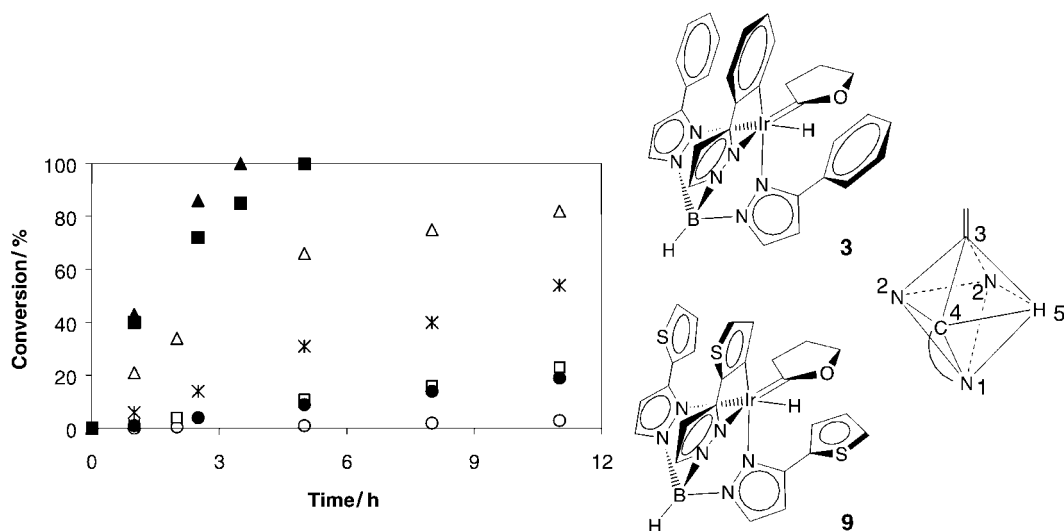 Conversion / %
100
80
60
40
20
0
0 3 6 9 12
Time / h
O
Ir H
N N N
N N N
B
H
3
3
2 N N 2
4
C H 5
N 1
S S
O
Ir H
N N N
N N N
S
B
H
9